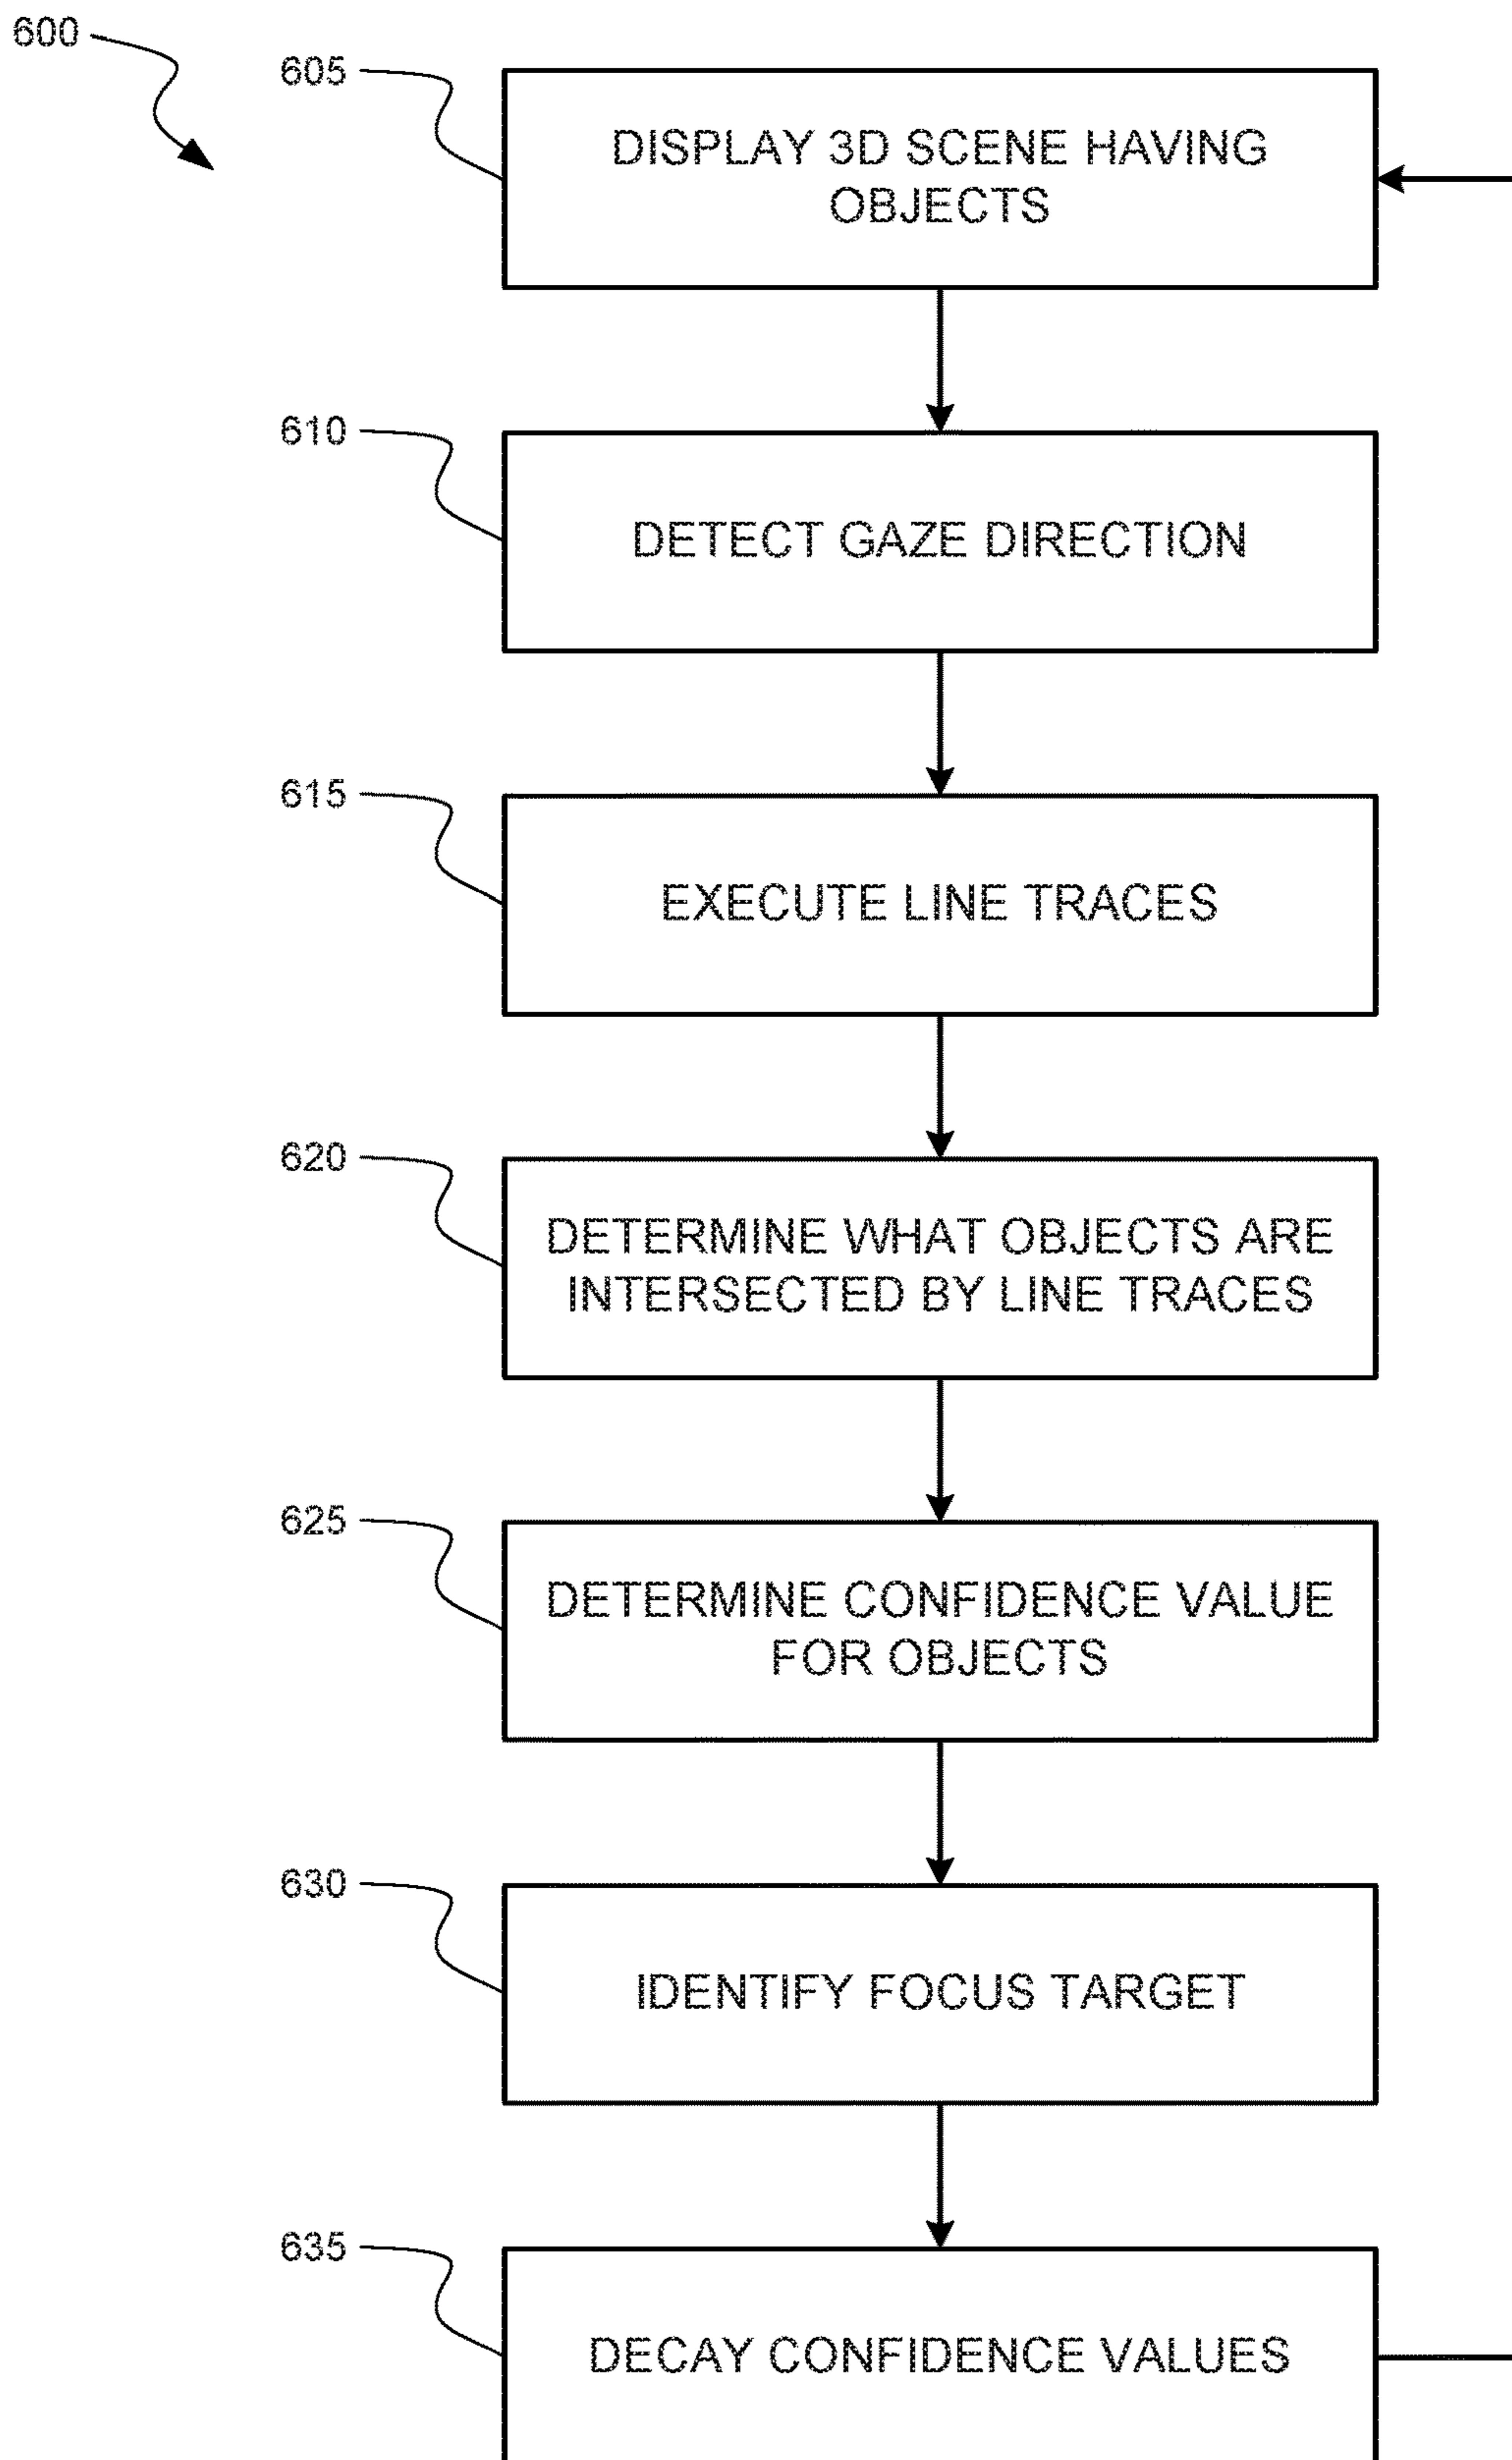 600
605
DISPLAY 3D SCENE HAVING
OBJECTS
610
DETECT GAZE DIRECTION
615
EXECUTE LINE TRACES
620
DETERMINE WHAT OBJECTS ARE
INTERSECTED BY LINE TRACES
625
DETERMINE CONFIDENCE VALUE
FOR OBJECTS
630
IDENTIFY FOCUS TARGET
635
DECAY CONFIDENCE VALUES